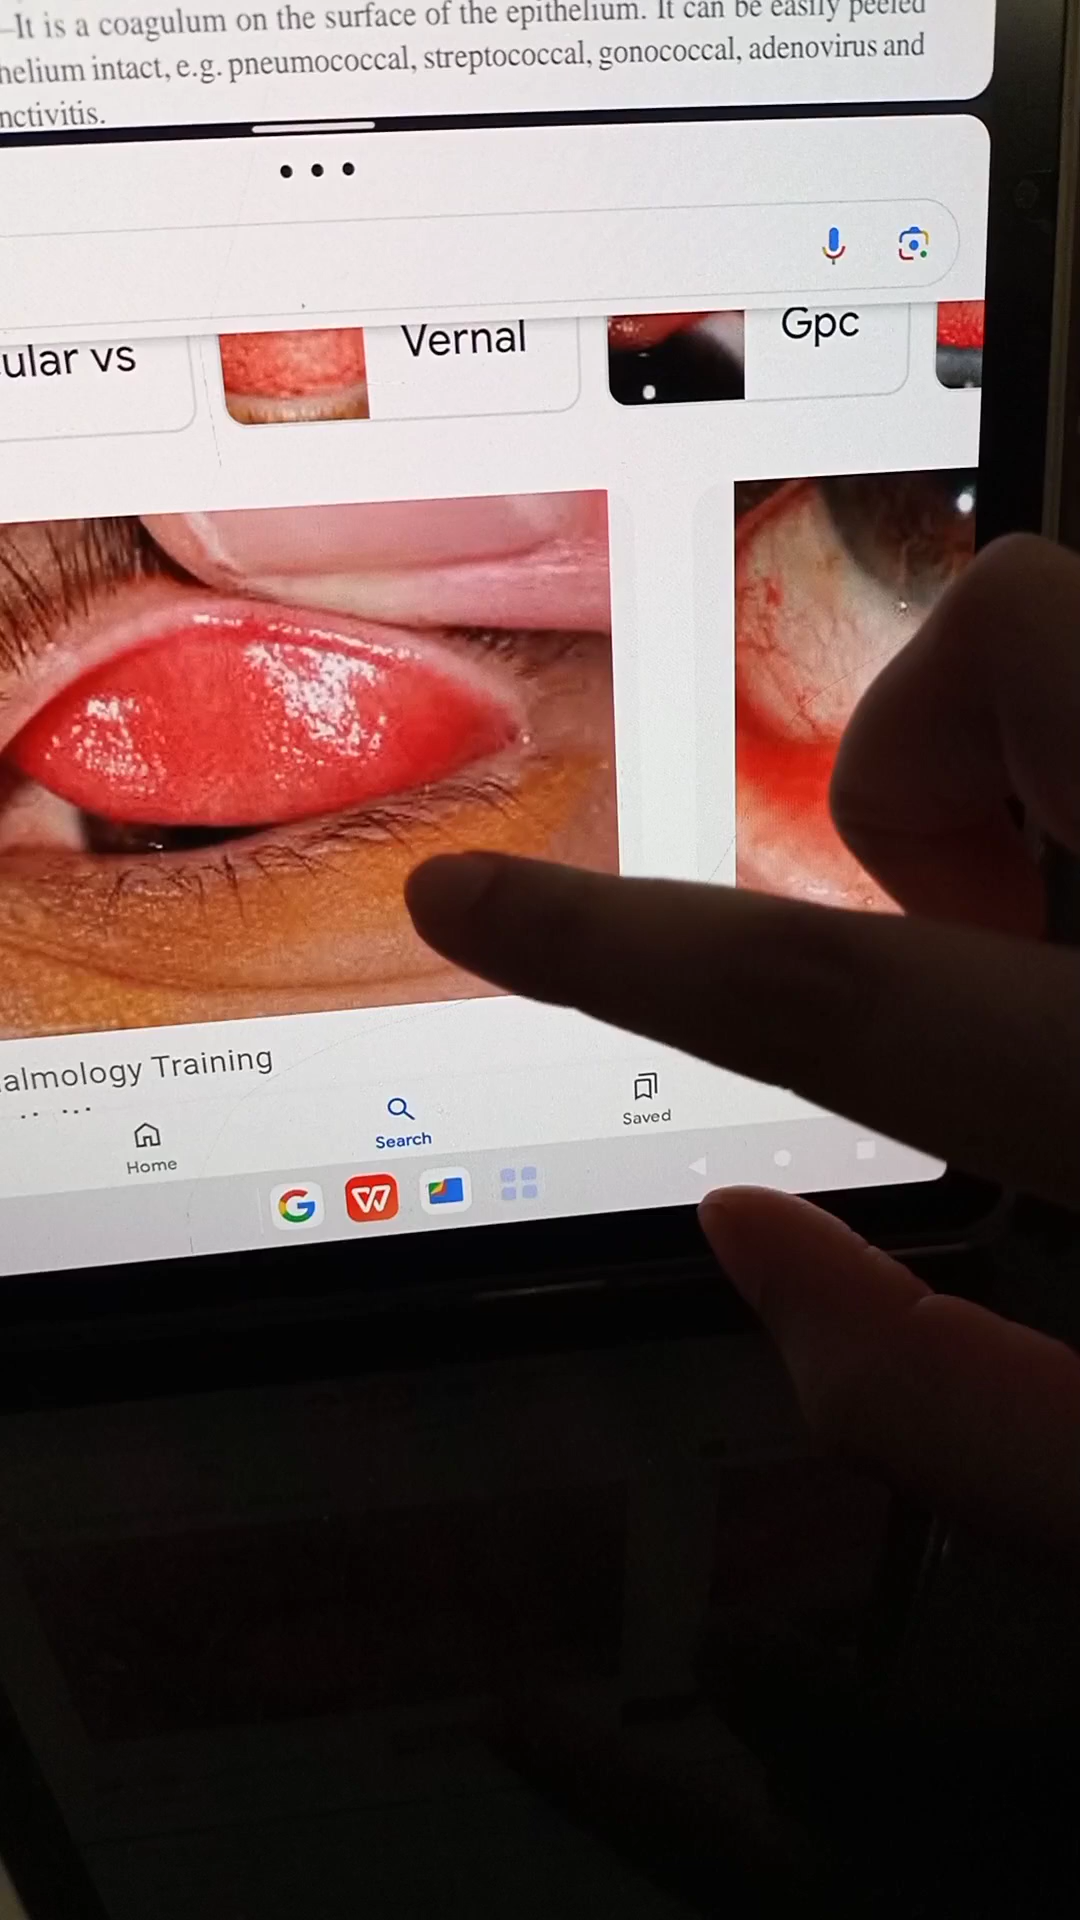 –It is a coagulum on the surface of the epithelium. It can be easily peeled
helium intact, e.g. pneumococcal, streptococcal, gonococcal, adenovirus and
nctivitis.
ular vs
Vernal
Gpc
almology Training
Home
Search
Saved